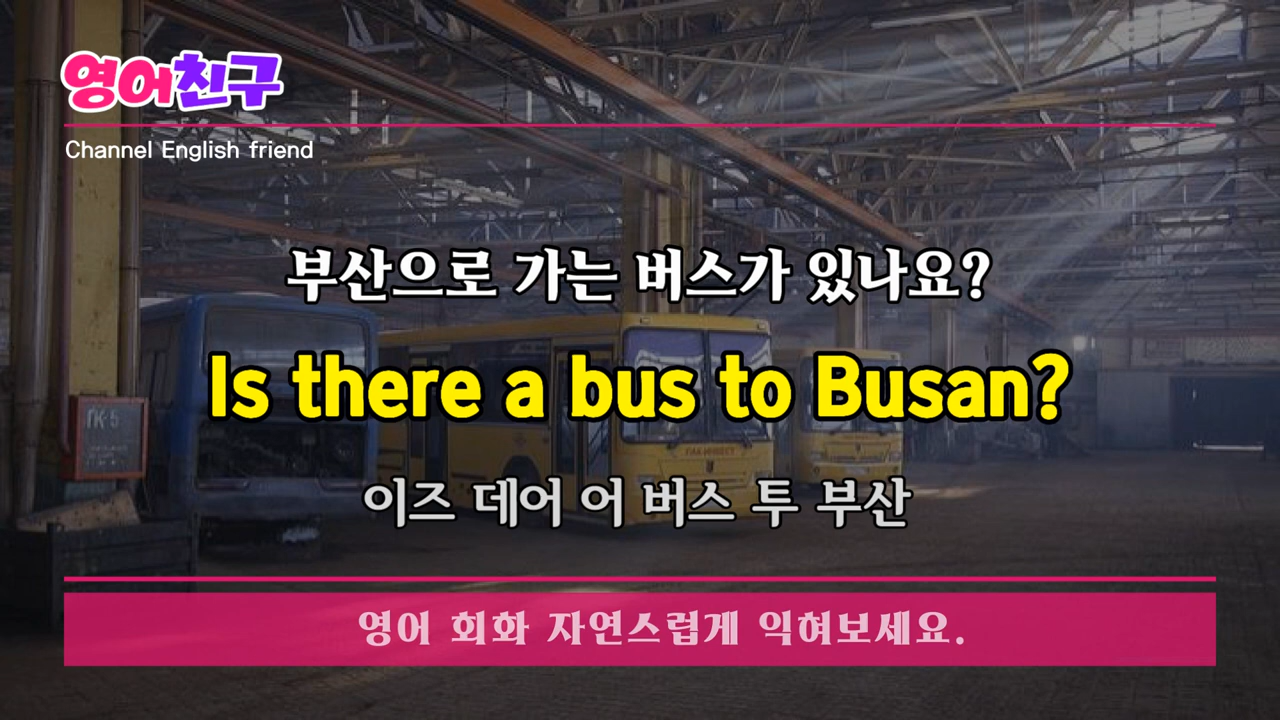 영어친구
Channel English friend
부산으로 가는 버스가 있나요?
Is there a bus to Busan?
ГК-5
이즈 데어 어 버스 투 부산
영어 회화 자연스럽게 익혀보세요.